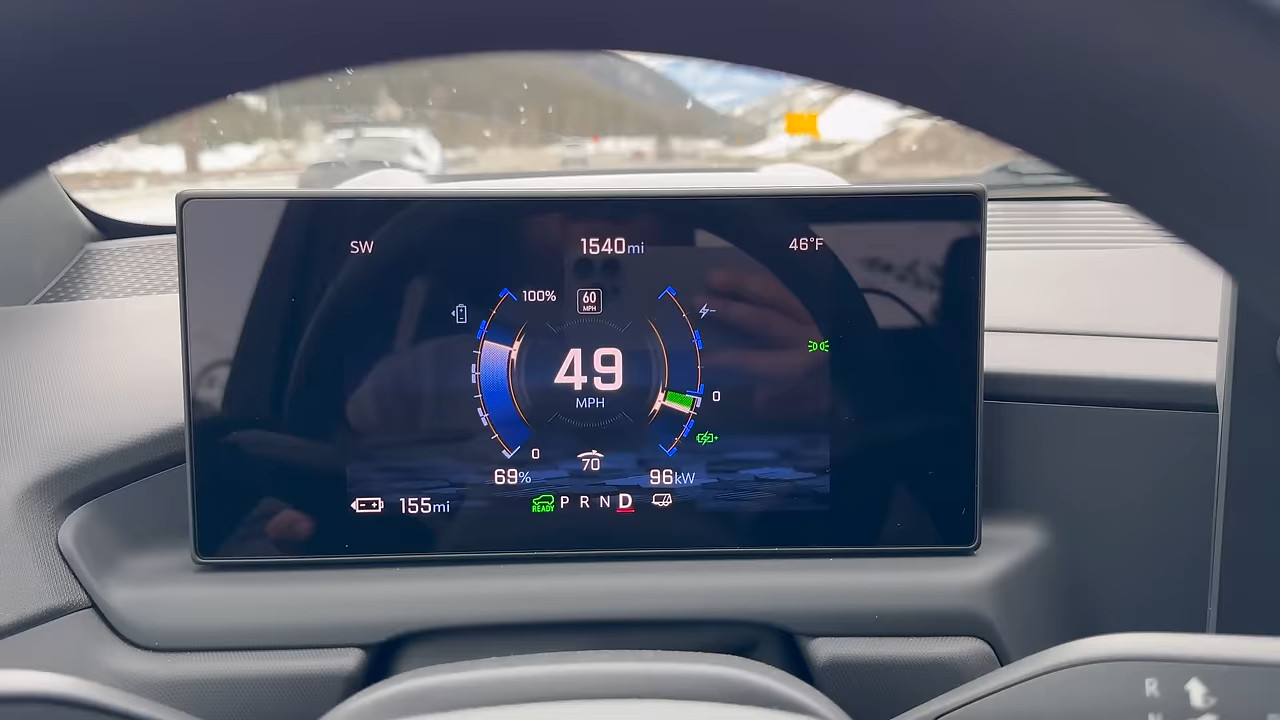 SW
1540mi
46°F
100%
60
MPH
49
MPH
0
0
70
69%
96kW
155mi
READY
P R N D
R